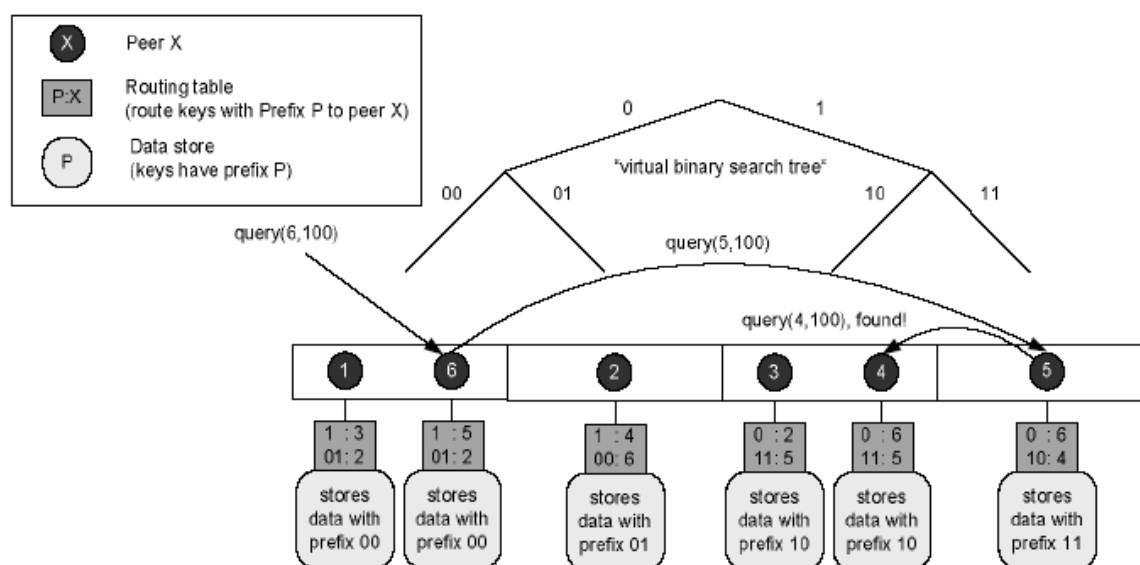 X
Peer X
P:X
Routing table
(route keys with Prefix P to peer X)
P
Data store
(keys have prefix P)
0
1
"virtual binary search tree"
00
01
10
11
query(6,100)
query(5,100)
query(4,100), found!
1
6
2
3
4
5
1 : 3
01: 2
1 : 5
01: 2
1 : 4
00: 6
0 : 2
11: 5
0 : 6
11: 5
0 : 6
10: 4
stores
data with
prefix 00
stores
data with
prefix 00
stores
data with
prefix 01
stores
data with
prefix 10
stores
data with
prefix 10
stores
data with
prefix 11